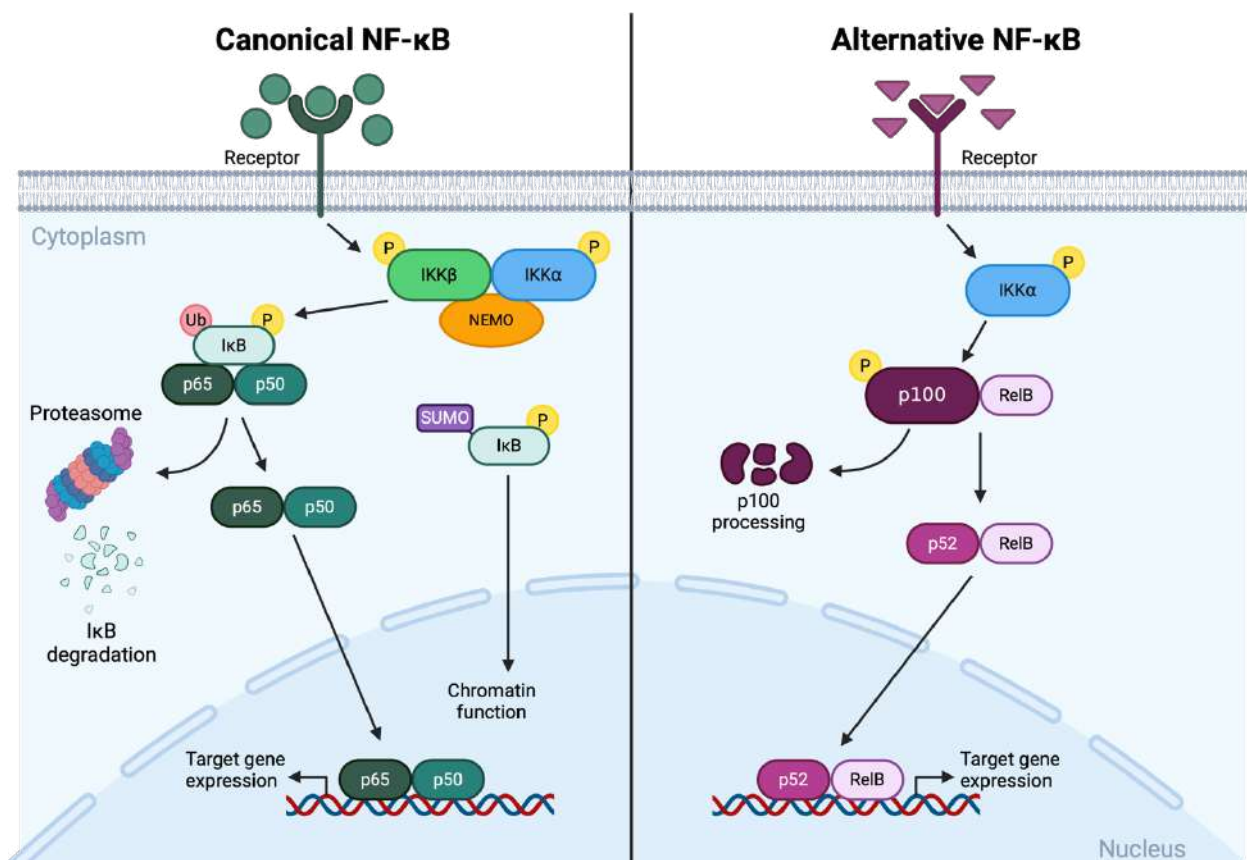 Canonical NF-κB
Alternative NF-κB
Receptor
Receptor
Cytoplasm
P
P
IKKβ
IKKα
NEMO
P
IKKα
Ub
P
IκB
p65
p50
P
p100
RelB
Proteasome
SUMO
P
IκB
p100
processing
p65
p50
p52
RelB
IκB
degradation
Chromatin
function
Target gene
expression
p65
p50
p52
RelB
Target gene
expression
Nucleus